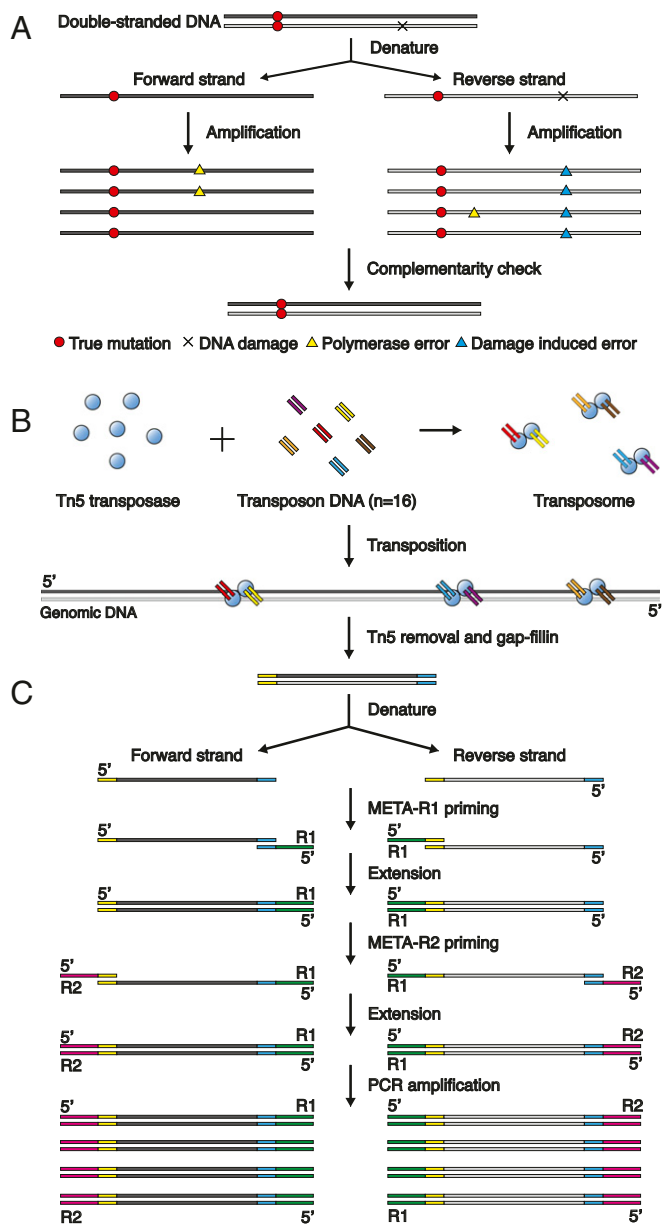 A
Double-stranded DNA
Denature
Forward strand
Reverse strand
Amplification
Amplification
Complementarity check
True mutation
DNA damage
Polymerase error
Damage induced error
B
Tn5 transposase
Transposon DNA (n=16)
Transposome
Transposition
5’
Genomic DNA
5’
Tn5 removal and gap-fillin
C
Denature
Forward strand
Reverse strand
5’
5’
META-R1 priming
R1
5’
5’
5’
R1
5’
Extension
5’
R1
5’
5’
R1
5’
META-R2 priming
5’
R2
R1
5’
5’
R1
R2
5’
Extension
5’
R2
R1
5’
5’
R1
R2
5’
PCR amplification
5’
R1
5’
R2
R2
5’
R1
5’